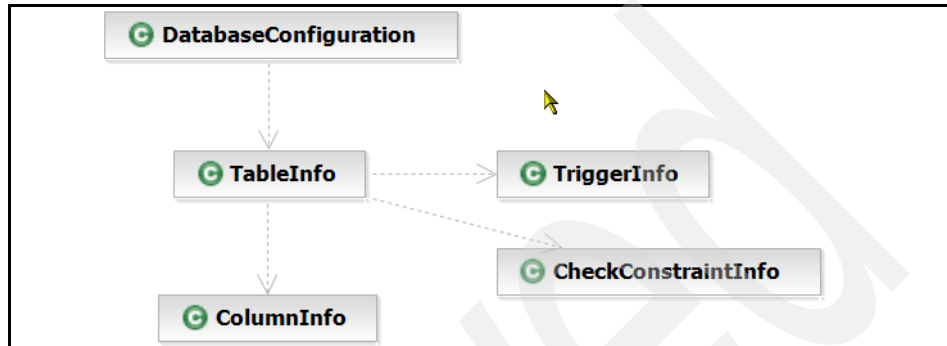 DatabaseConfiguration
TableInfo
TriggerInfo
CheckConstraintInfo
ColumnInfo